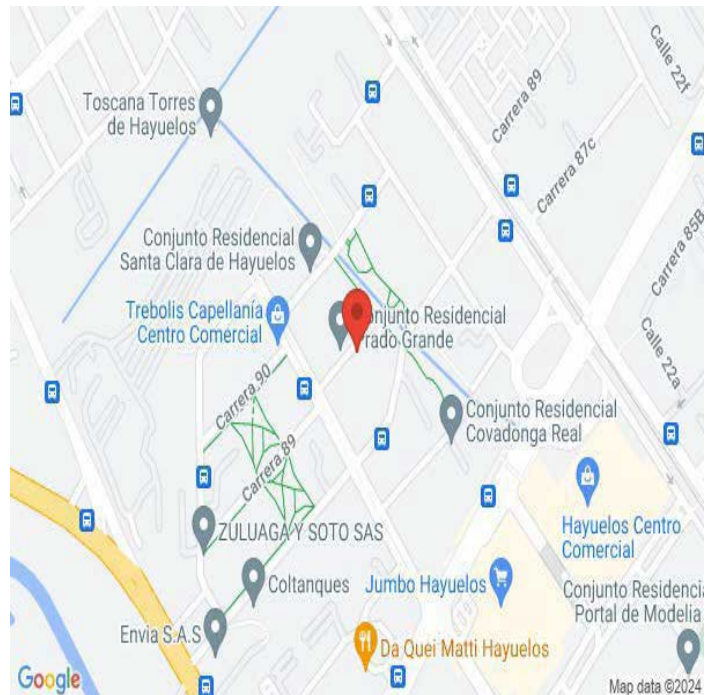 Calle 22f
Carrera 89
Toscana Torres
de Hayuelos
Carrera 87c
Carrera 85B
Conjunto Residencial
Santa Clara de Hayuelos
Trebolis Capellanía
Centro Comercial
Conjunto Residencial
Prado Grande
Calle 22a
Carrera 90
Conjunto Residencial
Covadonga Real
Carrera 89
Hayuelos Centro
Comercial
ZULUAGA Y SOTO SAS
Coltanques
Jumbo Hayuelos
Conjunto Residencia
Portal de Modelia
Envia S.A.S
Da Quei Matti Hayuelos
Google
Map data ©2024